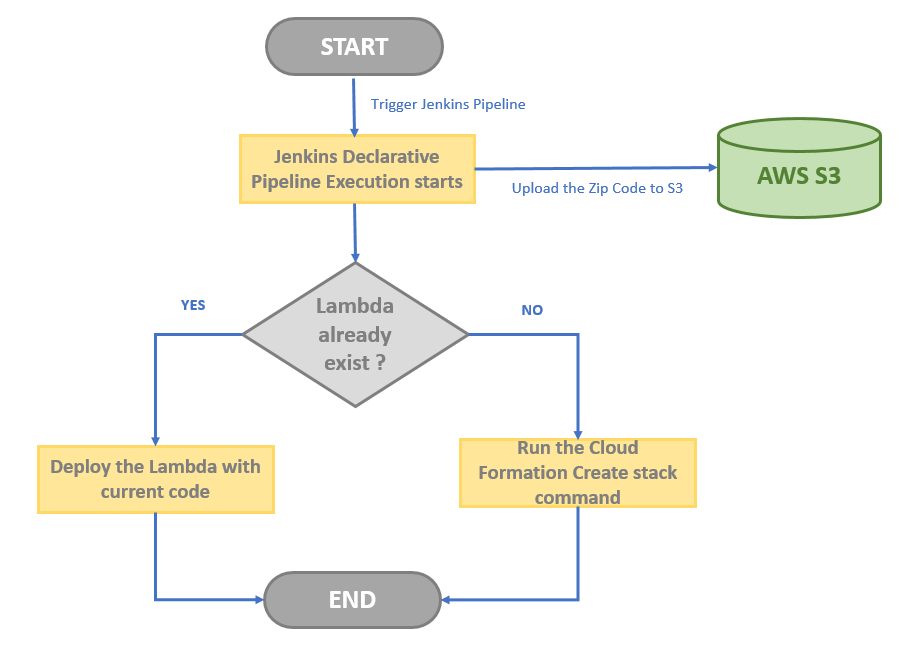 START
Trigger Jenkins Pipeline
Jenkins Declarative
Pipeline Execution starts
Upload the Zip Code to S3
AWS S3
YES
Lambda
already
exist ?
NO
Deploy the Lambda with
current code
Run the Cloud
Formation Create stack
command
END